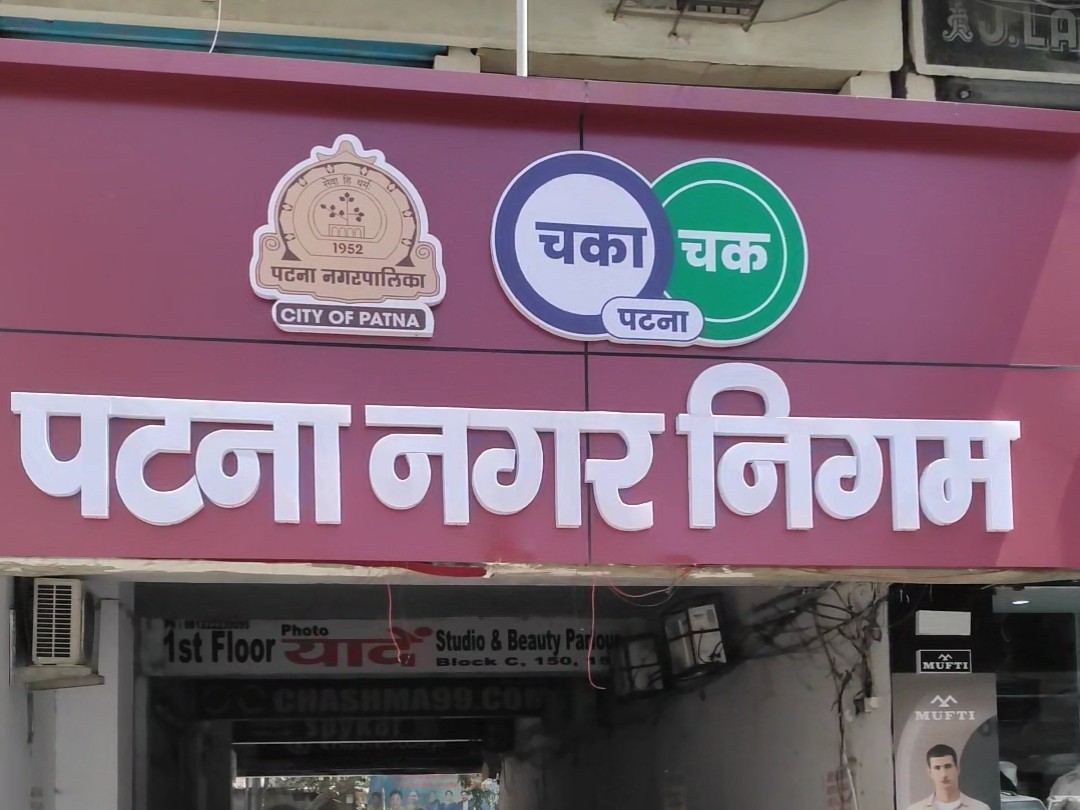 J.LA
सेवा हि धर्मः
1952
पटना नगरपालिका
CITY OF PATNA
चका
चक
पटना
पटना नगर निगम
1st Floor
Photo
यादें
Studio & Beauty Parlour
Block C, 150,
CHASHMA99.COM
MUFTI
MUFTI